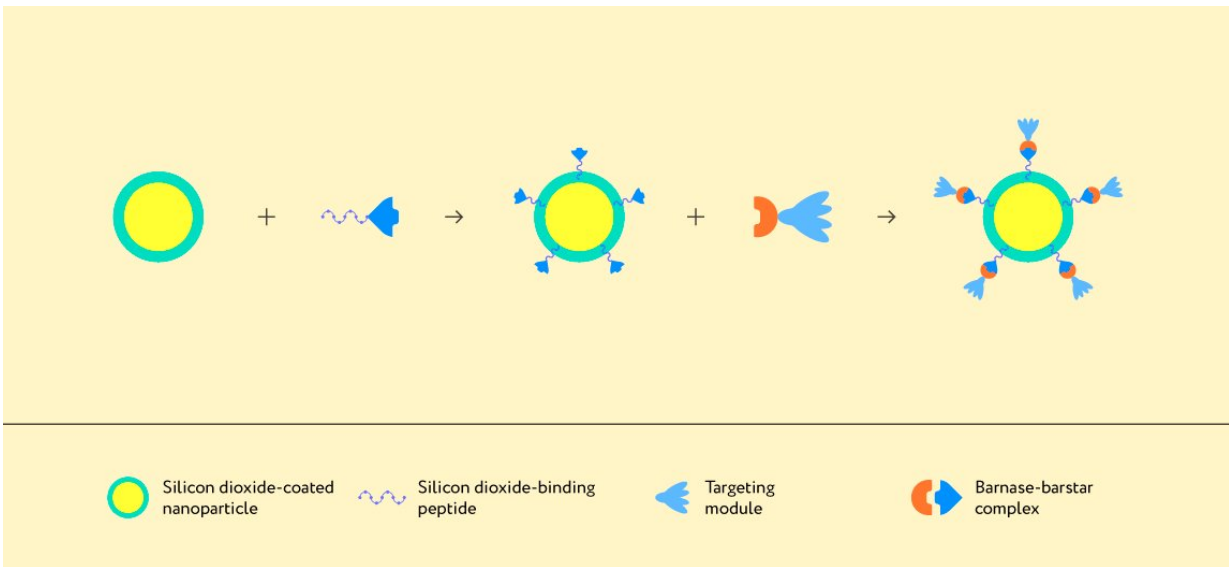 Silicon dioxide-coated
nanoparticle
Silicon dioxide-binding
peptide
Targeting
module
Barnase-barstar
complex